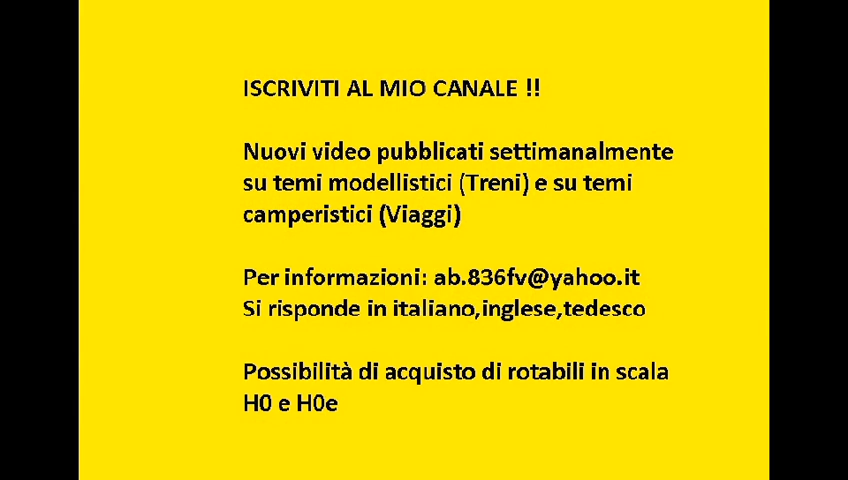 ISCRIVITI AL MIO CANALE !!
Nuovi video pubblicati settimanalmente
su temi modellistici (Treni) e su temi
camperistici (Viaggi)
Per informazioni: ab.836fv@yahoo.it
Si risponde in italiano,inglese,tedesco
Possibilità di acquisto di rotabili in scala
H0 e H0e